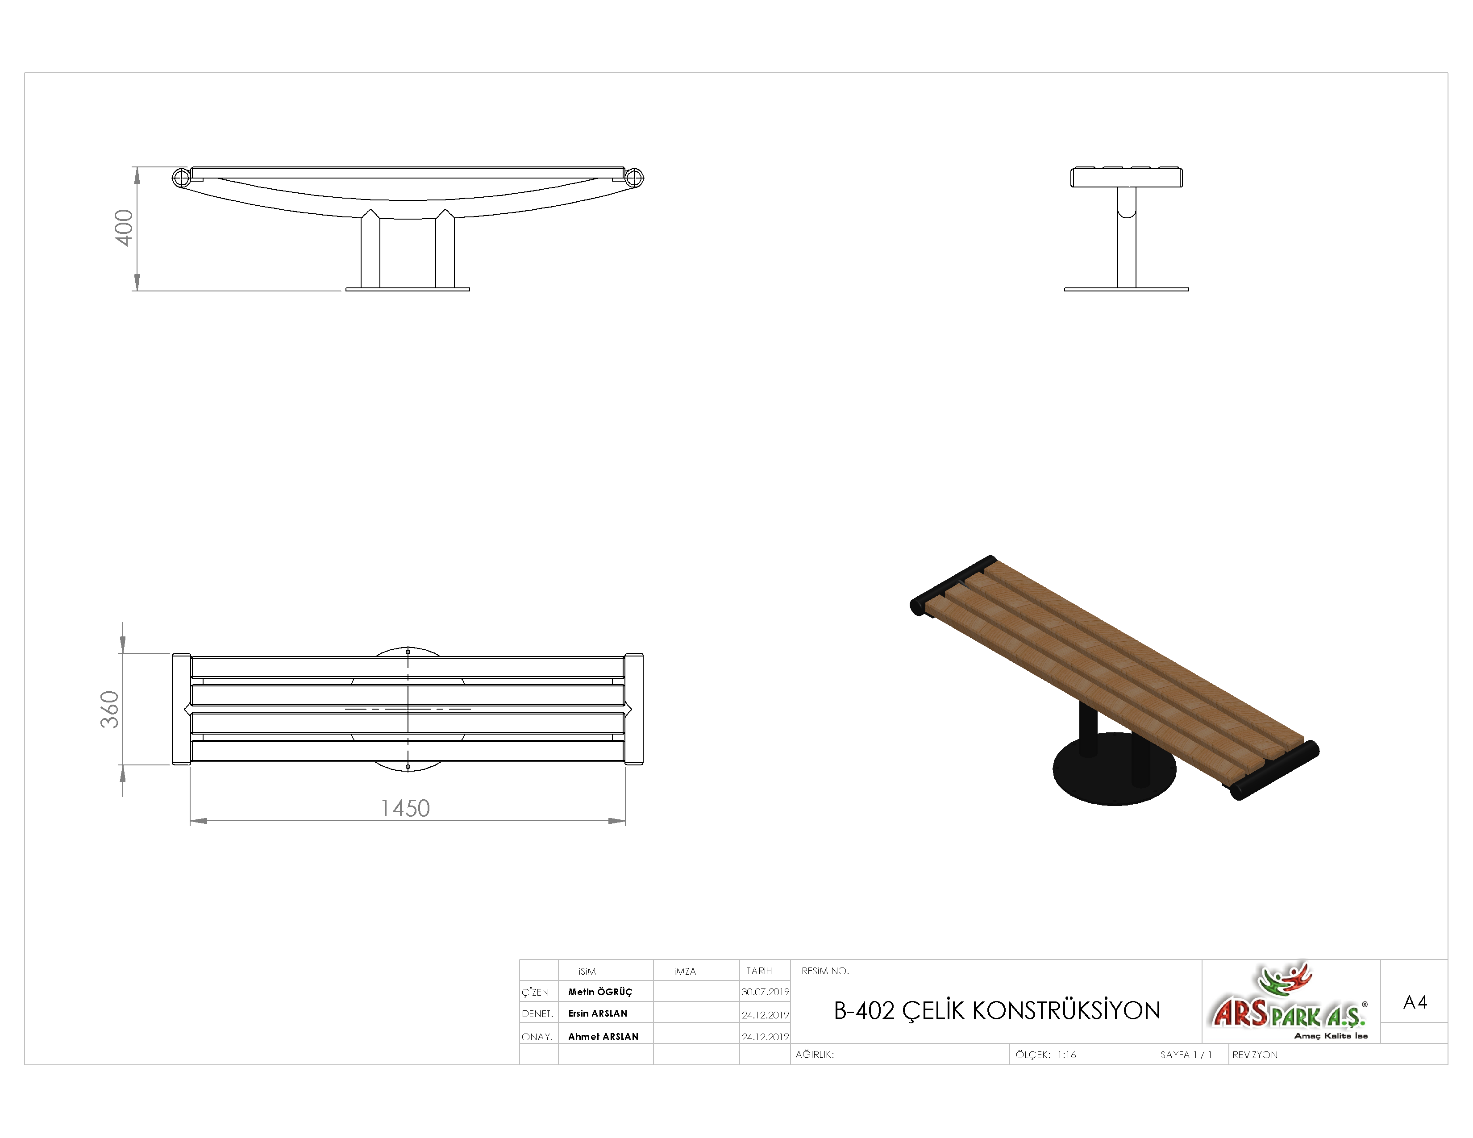 400
360
1450
İSİM
İMZA
TARİH
RESİM NO.
ÇİZEN.
Metin ÖGRÜÇ
30.07.2019
DENET.
Ersin ARSLAN
24.12.2019
ONAY.
Ahmet ARSLAN
24.12.2019
B-402 ÇELİK KONSTRÜKSİYON
ARSPARK A.Ş.®
Amaç Kalite İse
A4
AĞIRLIK:
ÖLÇEK: 1:16
SAYFA 1 / 1
REVİZYON